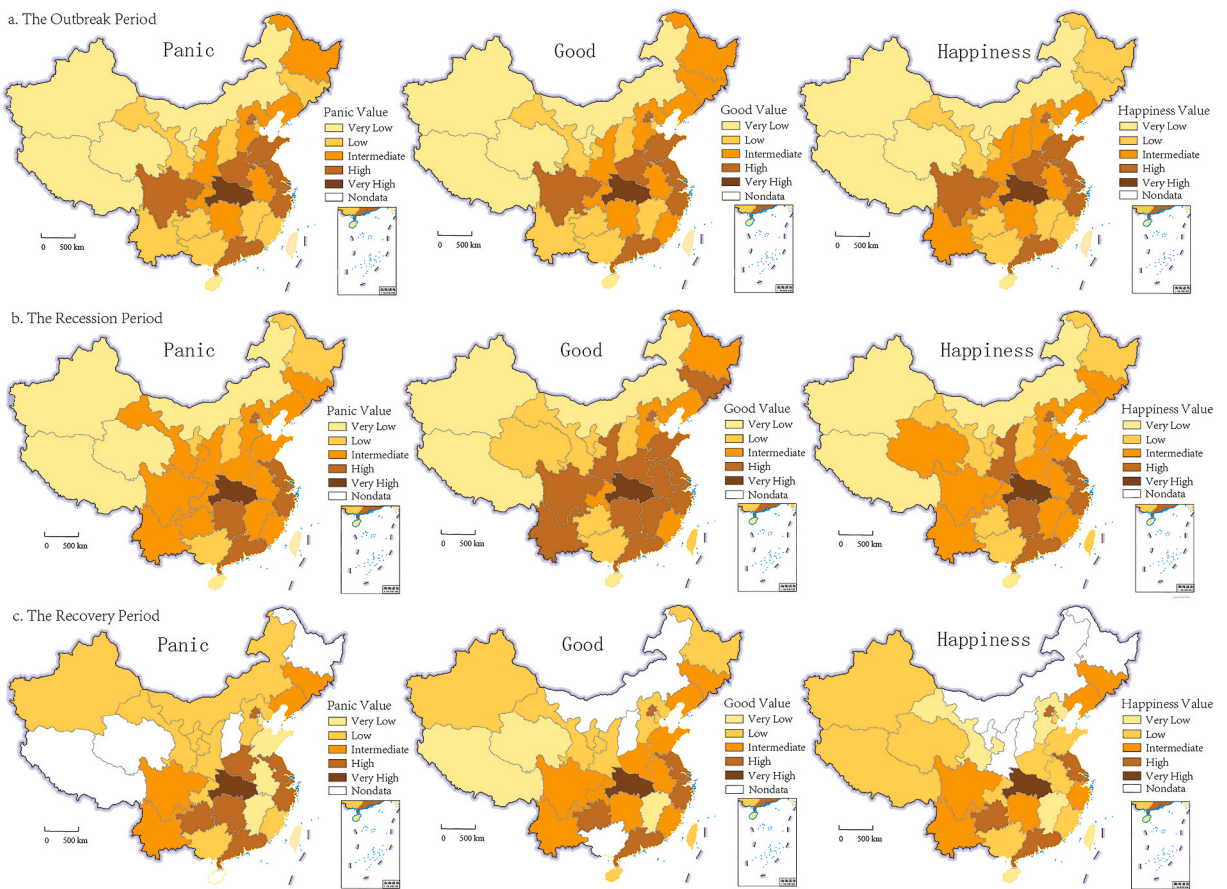 a. The Outbreak Period
Panic
Good
Happiness
Panic Value
Very Low
Low
Intermediate
High
Very High
Nondata
0 500 km
Good Value
Very Low
Low
Intermediate
High
Very High
Nondata
0 500 km
Happiness Value
Very Low
Low
Intermediate
High
Very High
Nondata
0 500 km
b. The Recession Period
Panic
Good
Happiness
Panic Value
Very Low
Low
Intermediate
High
Very High
Nondata
0 500 km
Good Value
Very Low
Low
Intermediate
High
Very High
Nondata
0 500 km
Happiness Value
Very Low
Low
Intermediate
High
Very High
Nondata
0 500 km
c. The Recovery Period
Panic
Good
Happiness
Panic Value
Very Low
Low
Intermediate
High
Very High
Nondata
0 500 km
Good Value
Very Low
Low
Intermediate
High
Very High
Nondata
0 500 km
Happiness Value
Very Low
Low
Intermediate
High
Very High
Nondata
0 500 km